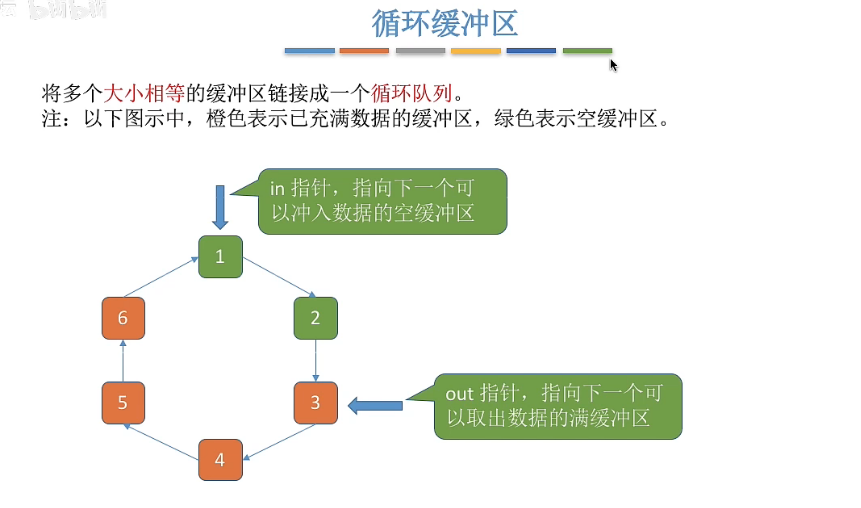 bilibili
循环缓冲区
将多个大小相等的缓冲区链接成一个循环队列。
注：以下图示中，橙色表示已充满数据的缓冲区，绿色表示空缓冲区。
in 指针，指向下一个可
以冲入数据的空缓冲区
1
6
2
5
3
out 指针，指向下一个可
以取出数据的满缓冲区
4